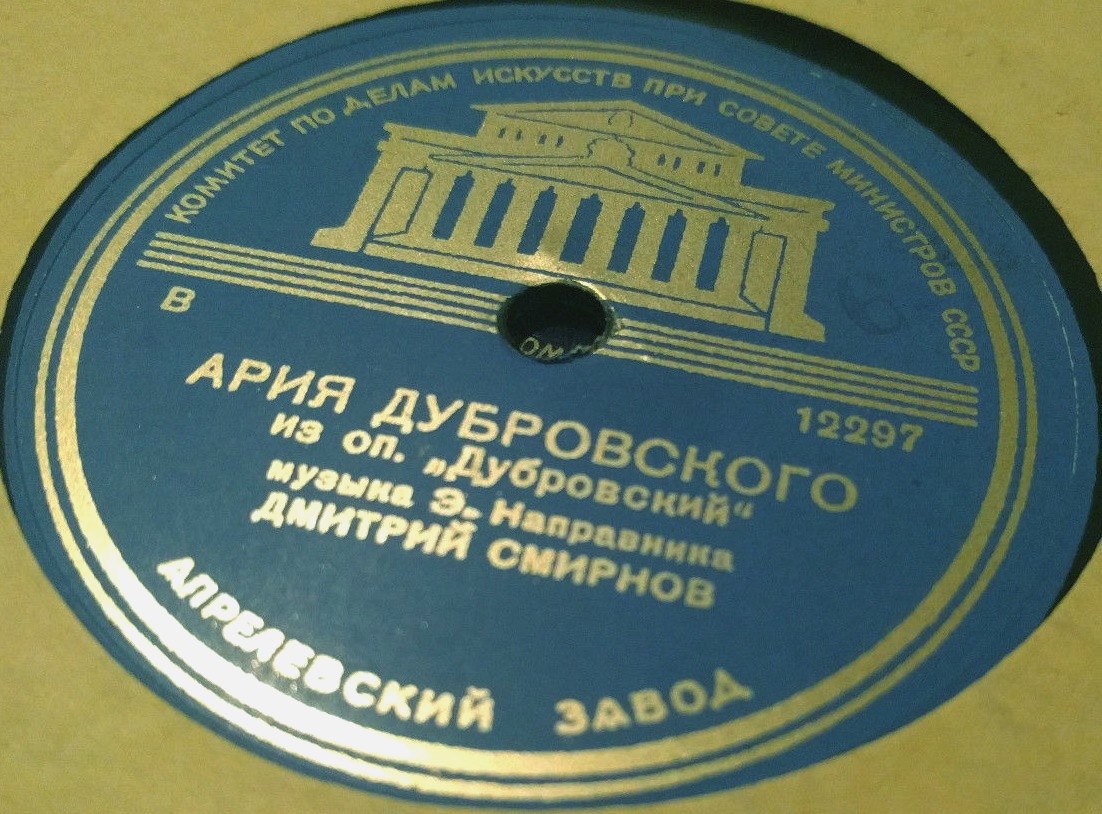 КОМИТЕТ ПО ДЕЛАМ ИСКУССТВ ПРИ СОВЕТЕ МИНИСТРОВ СССР
В 12297
АРИЯ ДУБРОВСКОГО
из оп. „Дубровский“
музыка Э. Направника
ДМИТРИЙ СМИРНОВ
АПРЕЛЕВСКИЙ ЗАВОД